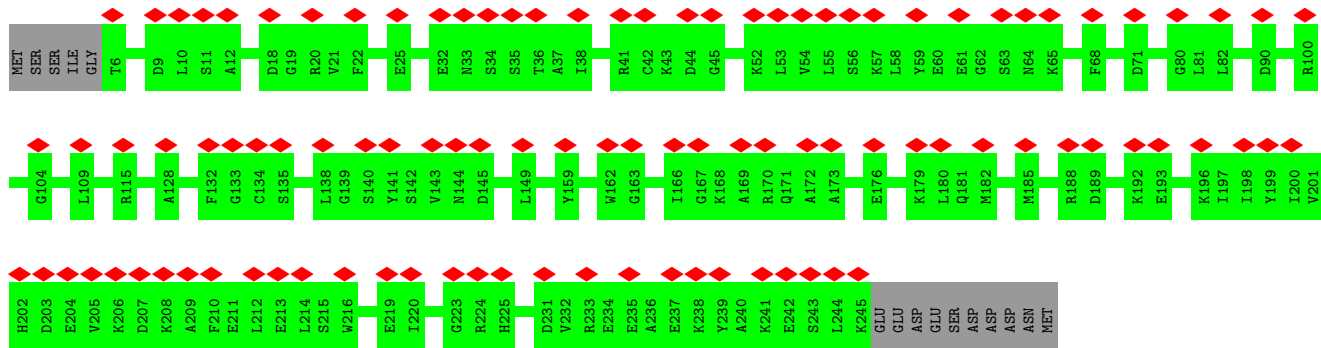 MET SER SER ILE GLY T6 D9 L10 S11 A12 D18 G19 R20 V21 F22 E25 E32 N33 S34 S35 T36 A37 I38 R41 C42 K43 D44 G45 K52 L53 V54 L55 S56 K57 L58 Y59 E60 E61 G62 S63 N64 K65 F68 D71 G80 L81 L82 D90 R100
G104 L109 R115 A128 F132 G133 C134 S135 L138 G139 S140 Y141 S142 V143 N144 D145 L149 Y159 W162 G163 I166 G167 K168 A169 R170 Q171 A172 A173 E176 K179 L180 Q181 M182 M185 R188 D189 K192 E193 K196 I197 I198 Y199 I200 V201
H202 D203 E204 V205 K206 D207 K208 A209 F210 E211 L212 E213 L214 S215 W216 E219 I220 G223 R224 H225 D231 V232 R233 E234 E235 A236 E237 K238 Y239 A240 K241 E242 S243 L244 K245 GLU GLU ASP GLU SER ASP ASP ASP ASN MET